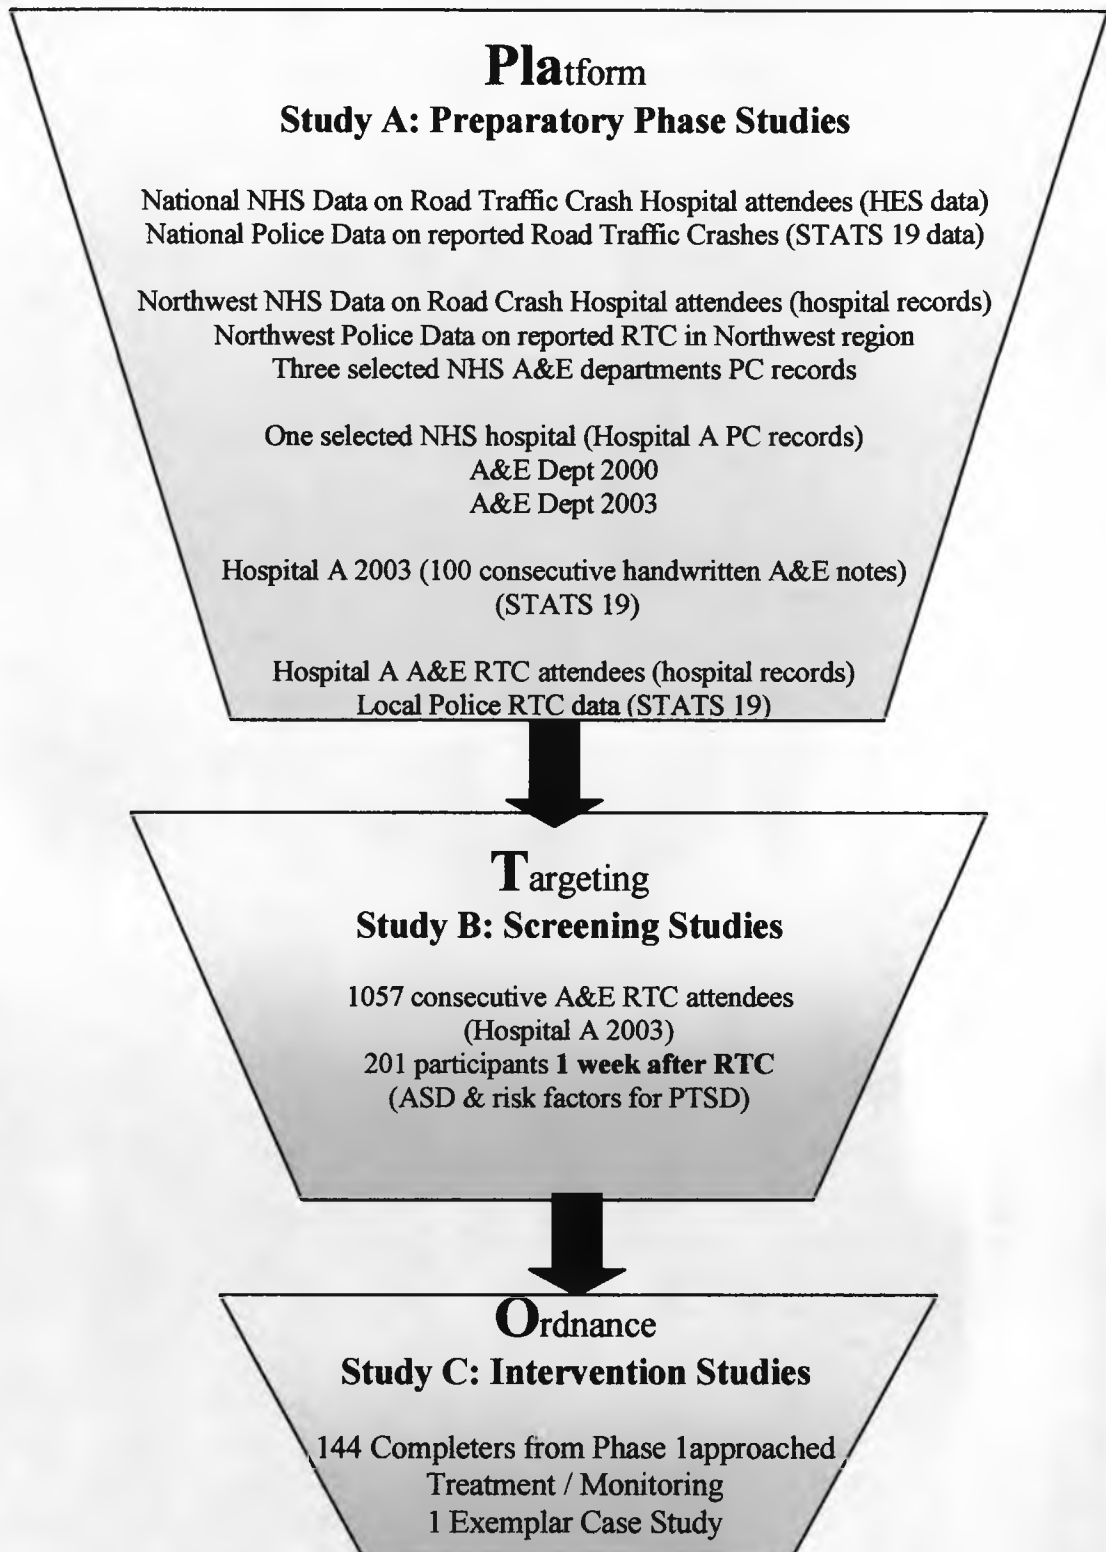 Platform
Study A: Preparatory Phase Studies
National NHS Data on Road Traffic Crash Hospital attendees (HES data)
National Police Data on reported Road Traffic Crashes (STATS 19 data)
Northwest NHS Data on Road Crash Hospital attendees (hospital records)
Northwest Police Data on reported RTC in Northwest region
Three selected NHS A&E departments PC records
One selected NHS hospital (Hospital A PC records)
A&E Dept 2000
A&E Dept 2003
Hospital A 2003 (100 consecutive handwritten A&E notes)
(STATS 19)
Hospital A A&E RTC attendees (hospital records)
Local Police RTC data (STATS 19)
Targeting
Study B: Screening Studies
1057 consecutive A&E RTC attendees
(Hospital A 2003)
201 participants 1 week after RTC
(ASD & risk factors for PTSD)
Ordnance
Study C: Intervention Studies
144 Completers from Phase 1approached
Treatment / Monitoring
1 Exemplar Case Study